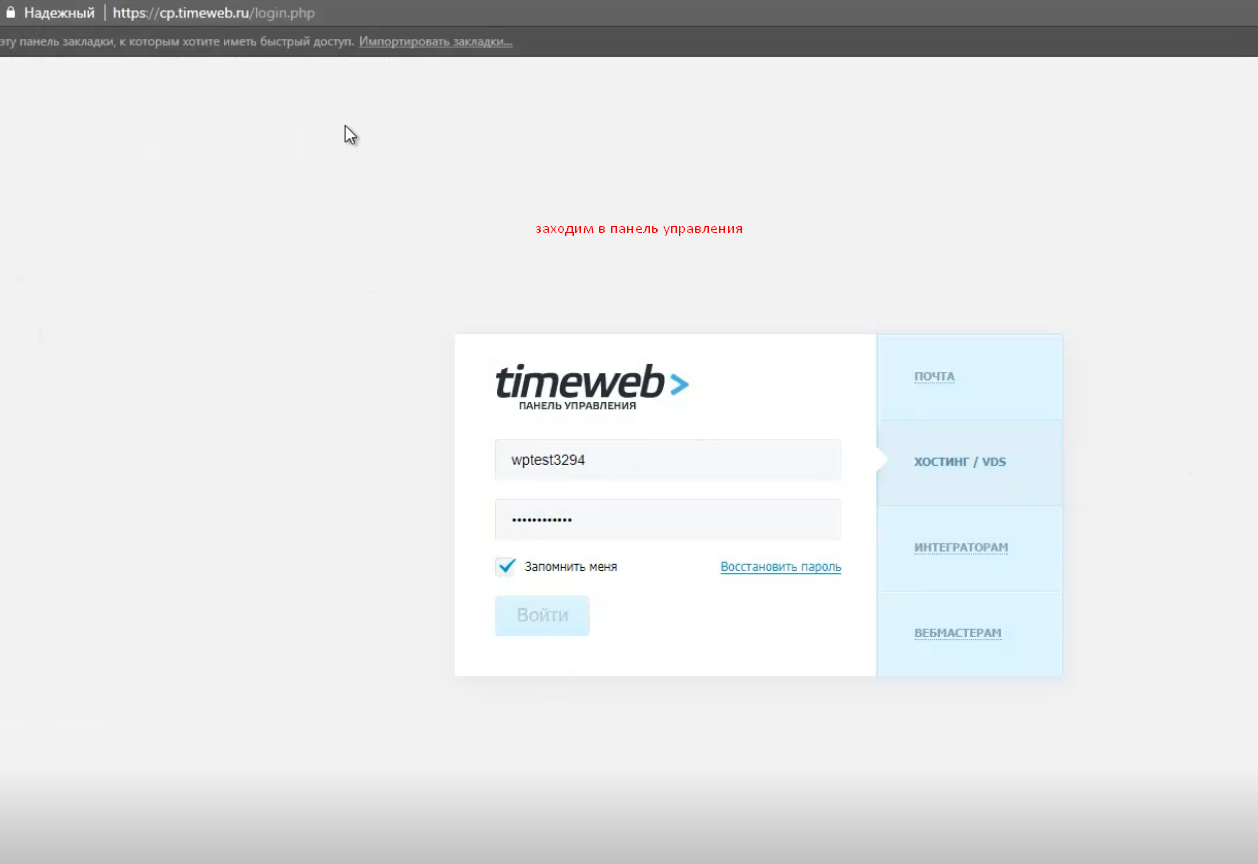 Надежный | https://cp.timeweb.ru/login.php
эту панель закладки, к которым хотите иметь быстрый доступ. Импортировать закладки...
заходим в панель управления
timeweb>
ПАНЕЛЬ УПРАВЛЕНИЯ
wptest3294
••••••••••••
Запомнить меня
Восстановить пароль
Войти
ПОЧТА
ХОСТИНГ / VDS
ИНТЕГРАТОРАМ
ВЕБМАСТЕРАМ